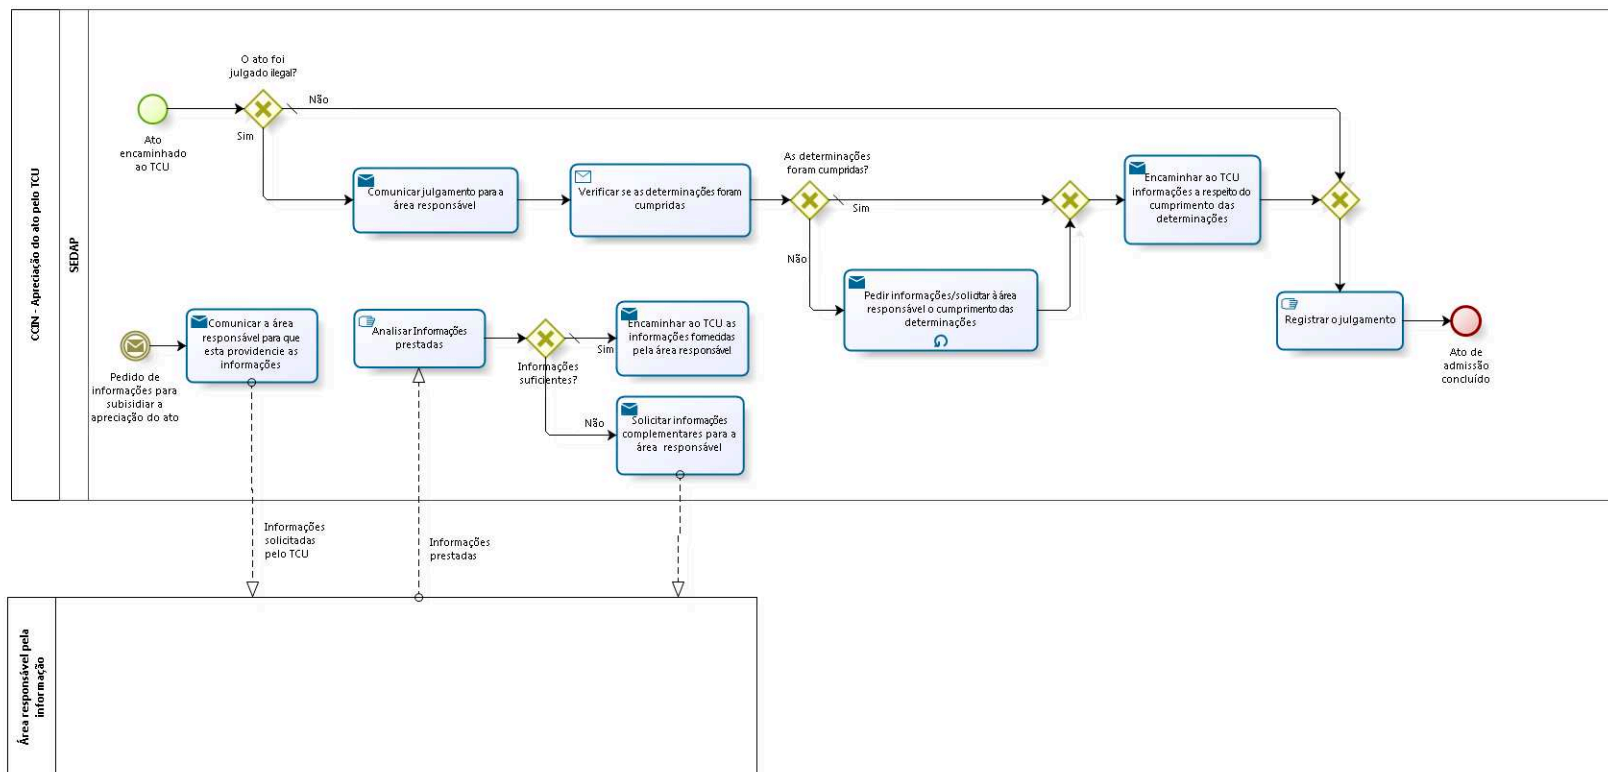 CCIN - Apreciação do ato pelo TCU
SEDAP
O ato foi
julgado ilegal?
Não
Sim
Ato
encaminhado
ao TCU
Comunicar julgamento para a
área responsável
Verificar se as determinações foram
cumpridas
As determinações
foram cumpridas?
Sim
Não
Encaminhar ao TCU
informações a respeito do
cumprimento das
determinações
Pedir informações/solicitar à área
responsável o cumprimento das
determinações
Registrar o julgamento
Ato de
admissão
concluído
Pedido de
informações para
subisidiar a
apreciação do ato
Comunicar a área
responsável para que
esta providencie as
informações
Analisar Informações
prestadas
Informações
suficientes?
Sim
Não
Encaminhar ao TCU as
informações fornecidas
pela área responsável
Solicitar informações
complementares para a
área responsável
Informações
solicitadas
pelo TCU
Informações
prestadas
Área responsável pela
informação